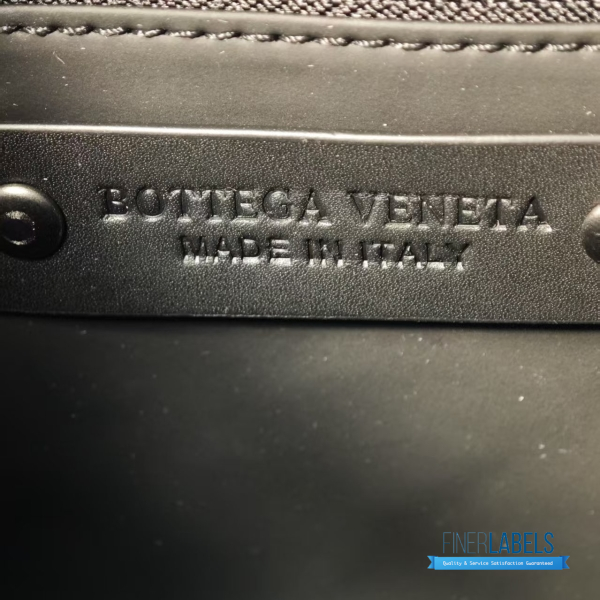 BOTTEGA VENETA
MADE IN ITALY
FINERLABELS
Quality & Service Satisfaction Guaranteed